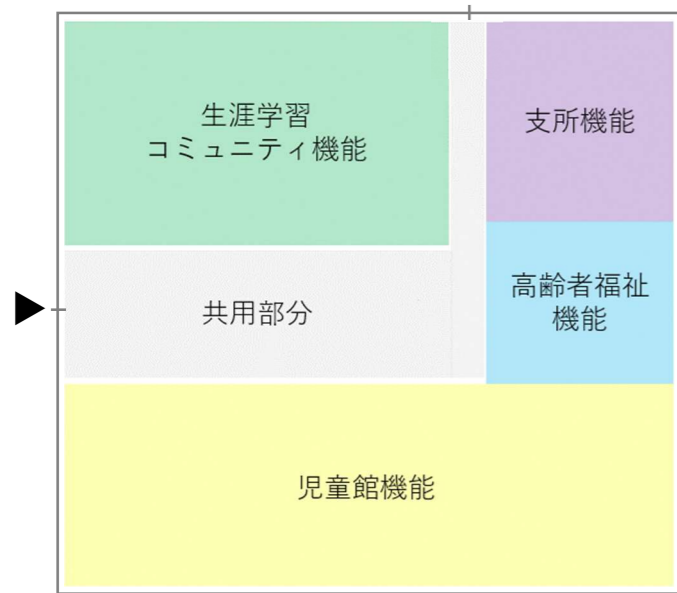 生涯学習
コミュニティ機能
支所機能
高齢者福祉
機能
共用部分
児童館機能